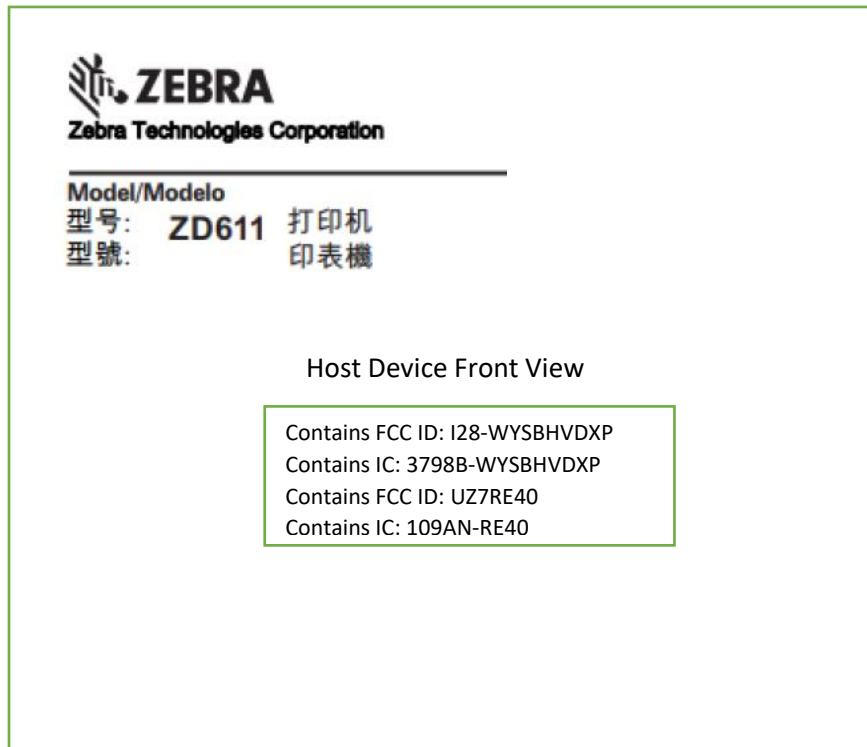 ZEBRA
Zebra Technologies Corporation
Model/Modelo
型号: ZD611 打印机
型號: 印表機
Host Device Front View
Contains FCC ID: I28-WYSBHVDXP
Contains IC: 3798B-WYSBHVDXP
Contains FCC ID: UZ7RE40
Contains IC: 109AN-RE40